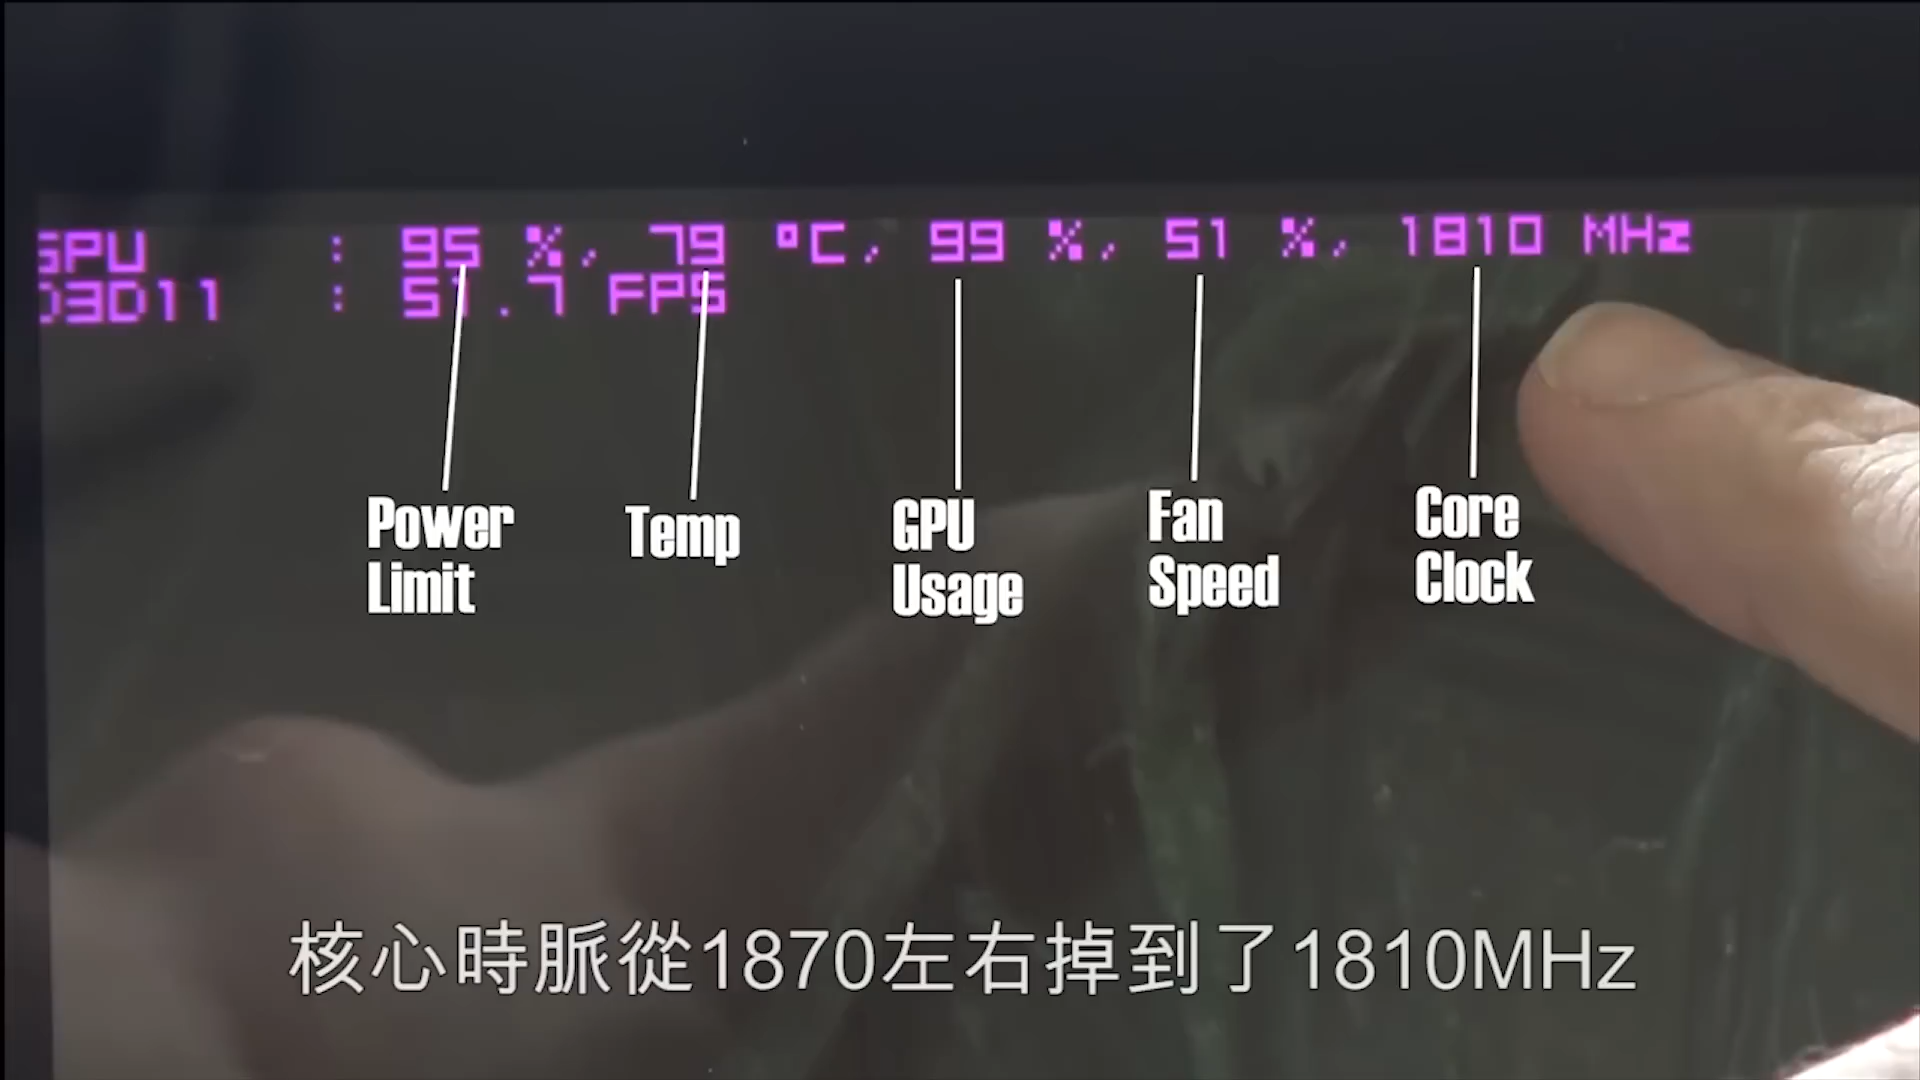 GPU : 95 %, 79 °C, 99 %, 51 %, 1810 MHz
D3D11 : 51.7 FPS
Power Limit
Temp
GPU Usage
Fan Speed
Core Clock
核心時脈從1870左右掉到了1810MHz